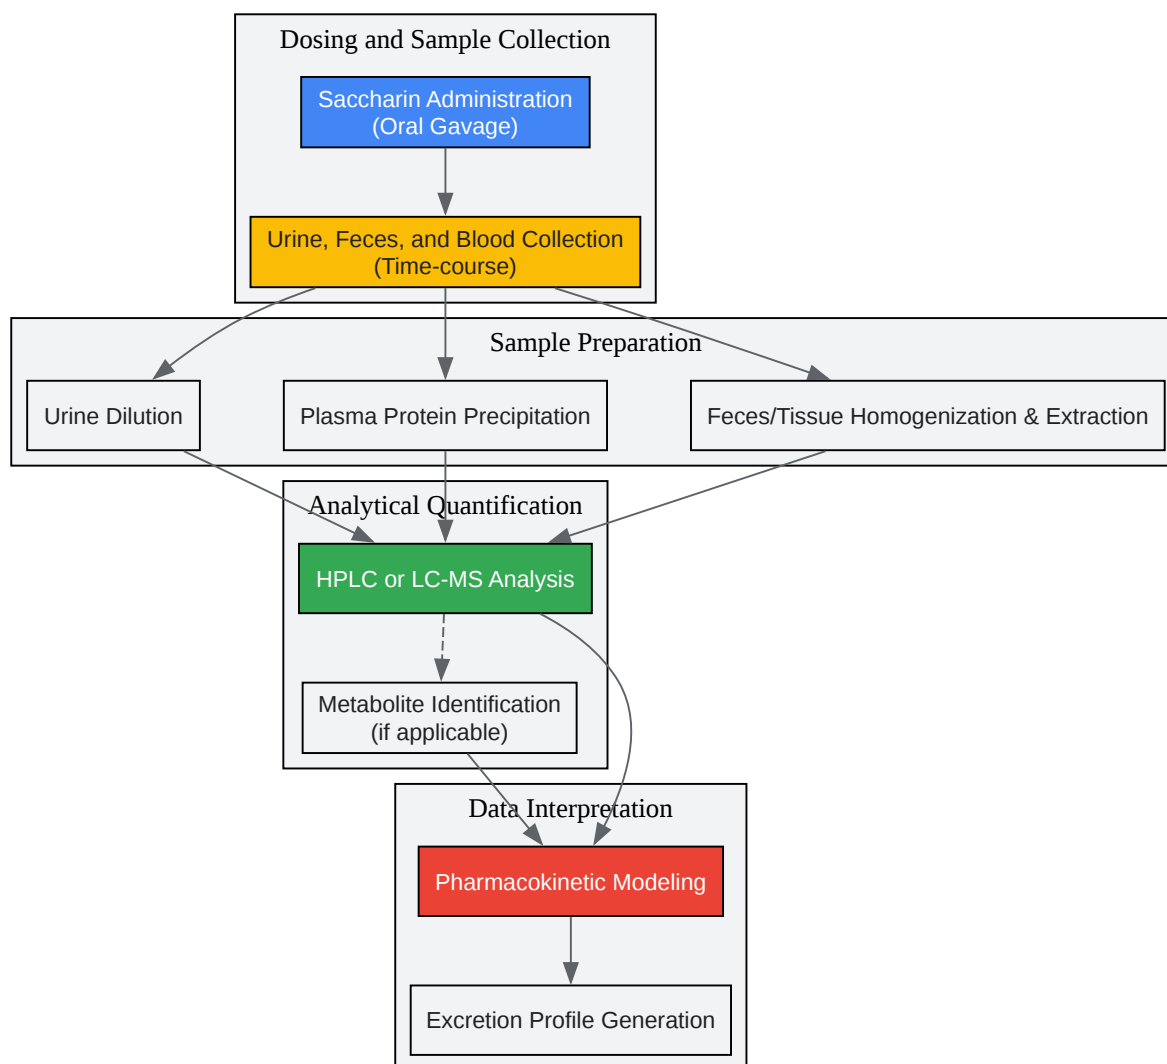 Dosing and Sample Collection
Saccharin Administration
(Oral Gavage)
Urine, Feces, and Blood Collection
(Time-course)
Sample Preparation
Urine Dilution
Plasma Protein Precipitation
Feces/Tissue Homogenization & Extraction
Analytical Quantification
HPLC or LC-MS Analysis
Metabolite Identification
(if applicable)
Data Interpretation
Pharmacokinetic Modeling
Excretion Profile Generation